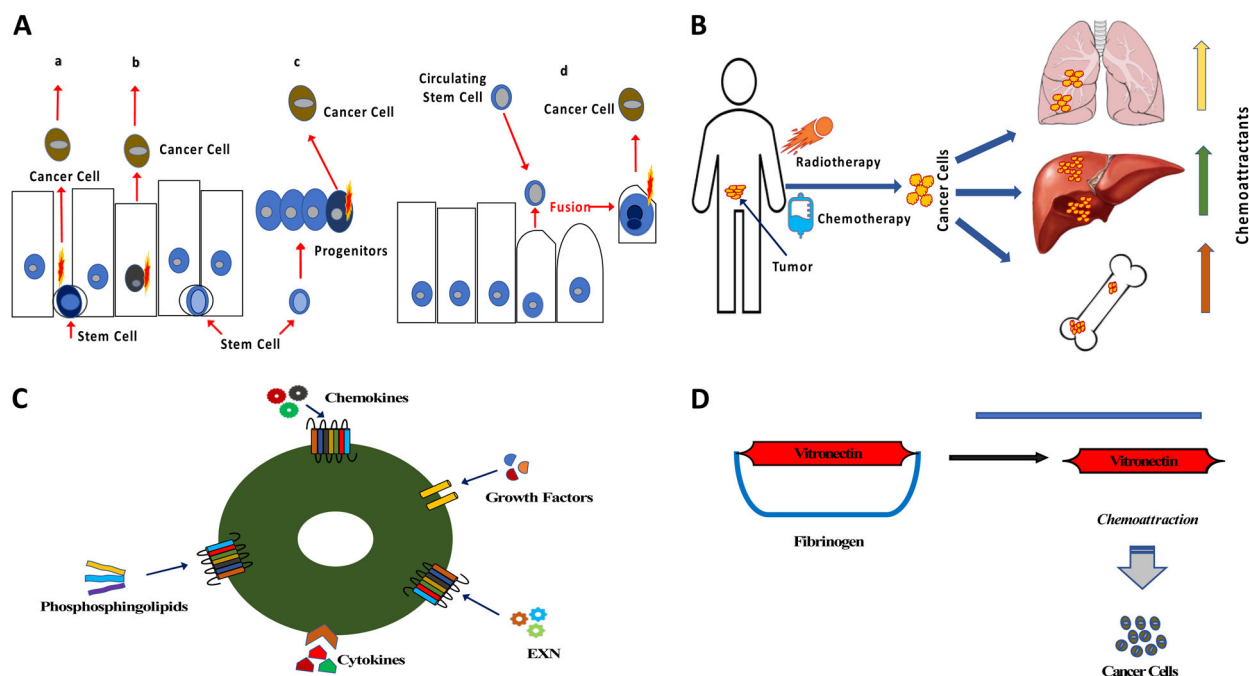 A
a
b
c
d
Circulating
Stem Cell
Cancer Cell
Cancer Cell
Cancer Cell
Cancer Cell
Fusion
Progenitors
Stem Cell
Stem Cell
B
Radiotherapy
Chemotherapy
Tumor
Cancer Cells
Chemoattractants
C
Chemokines
Growth Factors
Phosphosphingolipids
EXN
Cytokines
D
Vitronectin
Vitronectin
Fibrinogen
Chemoattraction
Cancer Cells